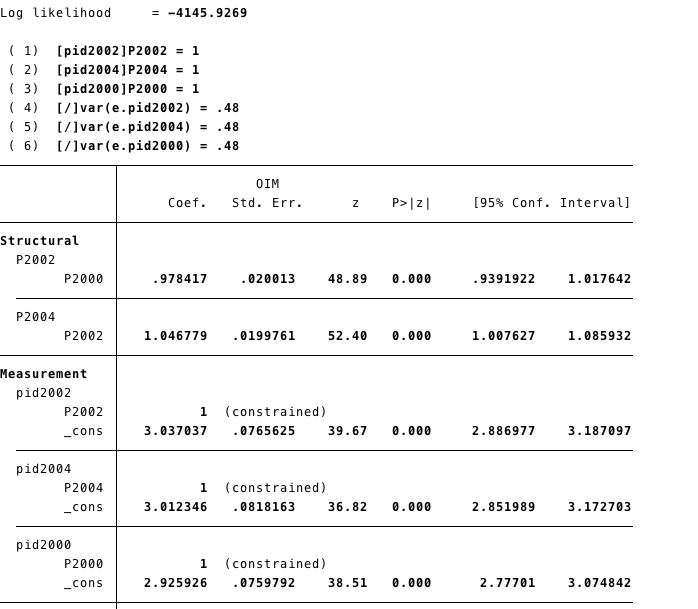 Log likelihood     = -4145.9269
( 1)  [pid2002]P2002 = 1
( 2)  [pid2004]P2004 = 1
( 3)  [pid2000]P2000 = 1
( 4)  [/]var(e.pid2002) = .48
( 5)  [/]var(e.pid2004) = .48
( 6)  [/]var(e.pid2000) = .48
OIM
Coef.   Std. Err.      z    P>|z|     [95% Conf. Interval]
Structural
P2002
P2000    .978417    .020013    48.89   0.000     .9391922    1.017642
P2004
P2002   1.046779   .0199761    52.40   0.000     1.007627    1.085932
Measurement
pid2002
P2002          1  (constrained)
_cons   3.037037   .0765625    39.67   0.000     2.886977    3.187097
pid2004
P2004          1  (constrained)
_cons   3.012346   .0818163    36.82   0.000     2.851989    3.172703
pid2000
P2000          1  (constrained)
_cons   2.925926   .0759792    38.51   0.000      2.77701    3.074842